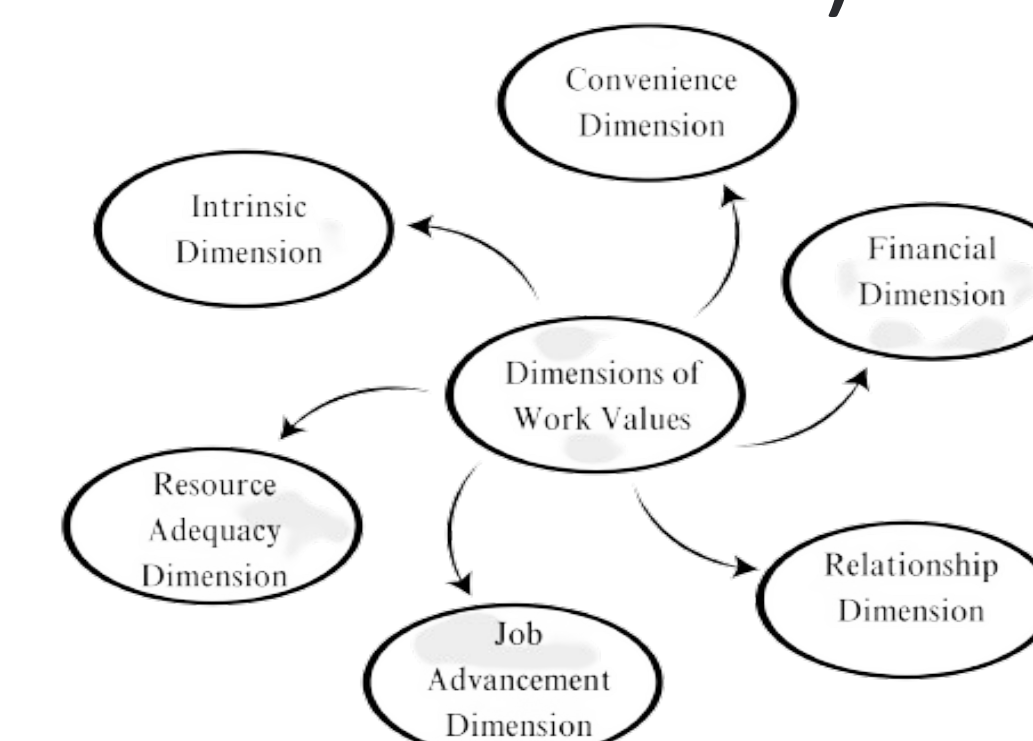 Convenience
Dimension
Intrinsic
Dimension
Financial
Dimension
Dimensions of
Work Values
Resource
Adequacy
Dimension
Relationship
Dimension
Job
Advancement
Dimension